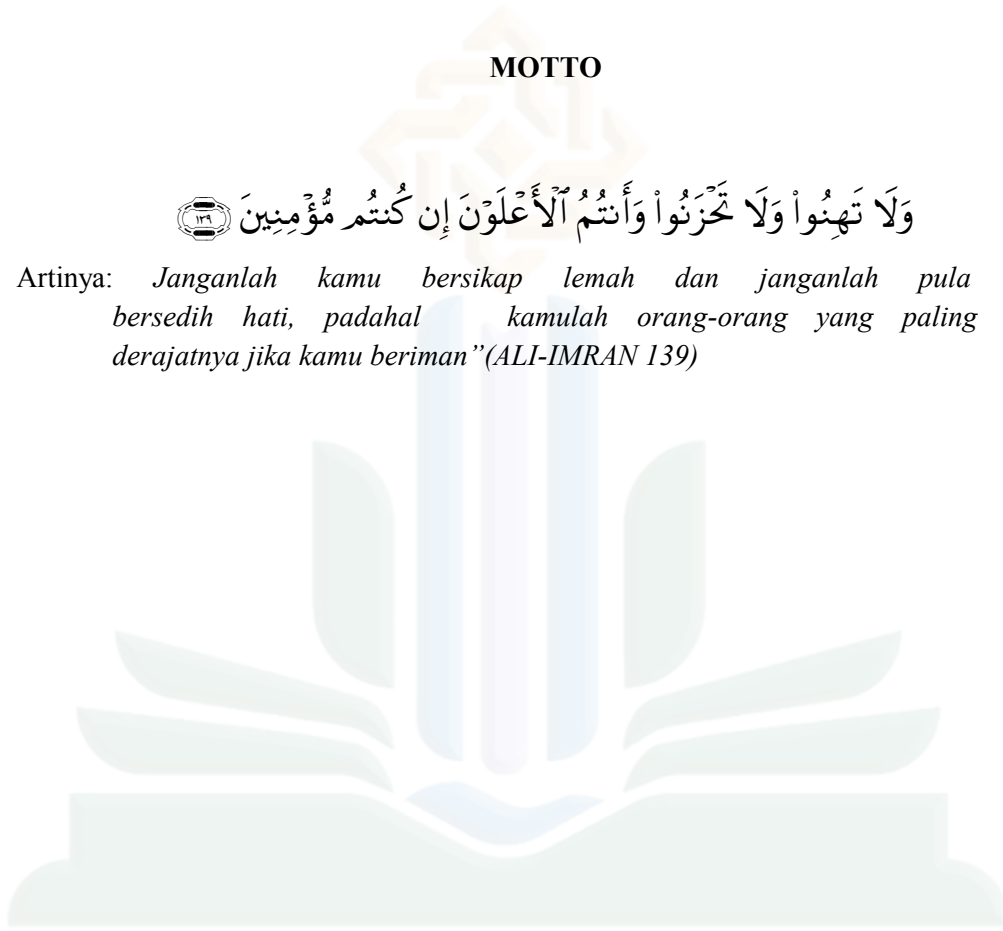 MOTTO
وَلَا تَهِنُواْ وَلَا تَحْزَنُواْ وَأَنتُمُ ٱلْأَعْلَوْنَ إِن كُنتُم مُّؤْمِنِينَ ١٣٩
Artinya: Janganlah kamu bersikap lemah dan janganlah pula
bersedih hati, padahal kamulah orang-orang yang paling
derajatnya jika kamu beriman”(ALI-IMRAN 139)